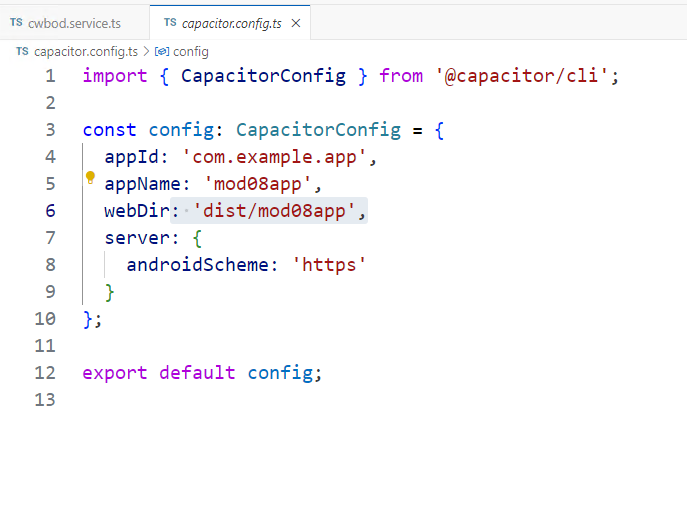 TS cwbod.service.ts
TS capacitor.config.ts
TS capacitor.config.ts > config
1 import { CapacitorConfig } from '@capacitor/cli';
2
3 const config: CapacitorConfig = {
4 appId: 'com.example.app',
5 appName: 'mod08app',
6 webDir: 'dist/mod08app',
7 server: {
8 androidScheme: 'https'
9 }
10 };
11
12 export default config;
13